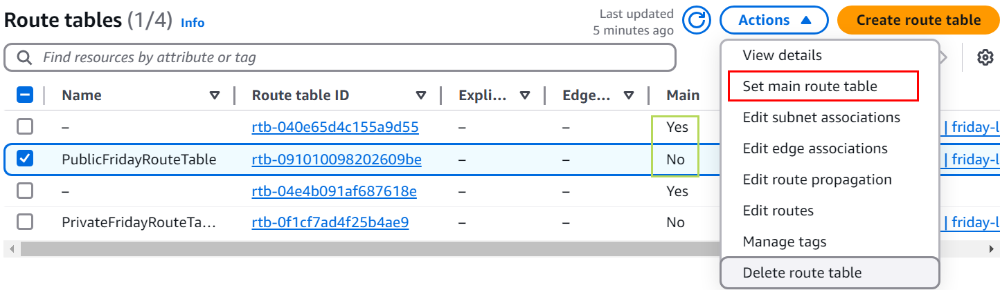 Route tables (1/4) Info
Last updated
5 minutes ago
Actions
Create route table
Find resources by attribute or tag
Name Route table ID Expli... Edge... Main
– rtb-040e65d4c155a9d55 – – Yes | friday-l
PublicFridayRouteTable rtb-091010098202609be – – No | friday-l
– rtb-04e4b091af687618e – – Yes
PrivateFridayRouteTa... rtb-0f1cf7ad4f25b4ae9 – – No | friday-l
View details
Set main route table
Edit subnet associations
Edit edge associations
Edit route propagation
Edit routes
Manage tags
Delete route table